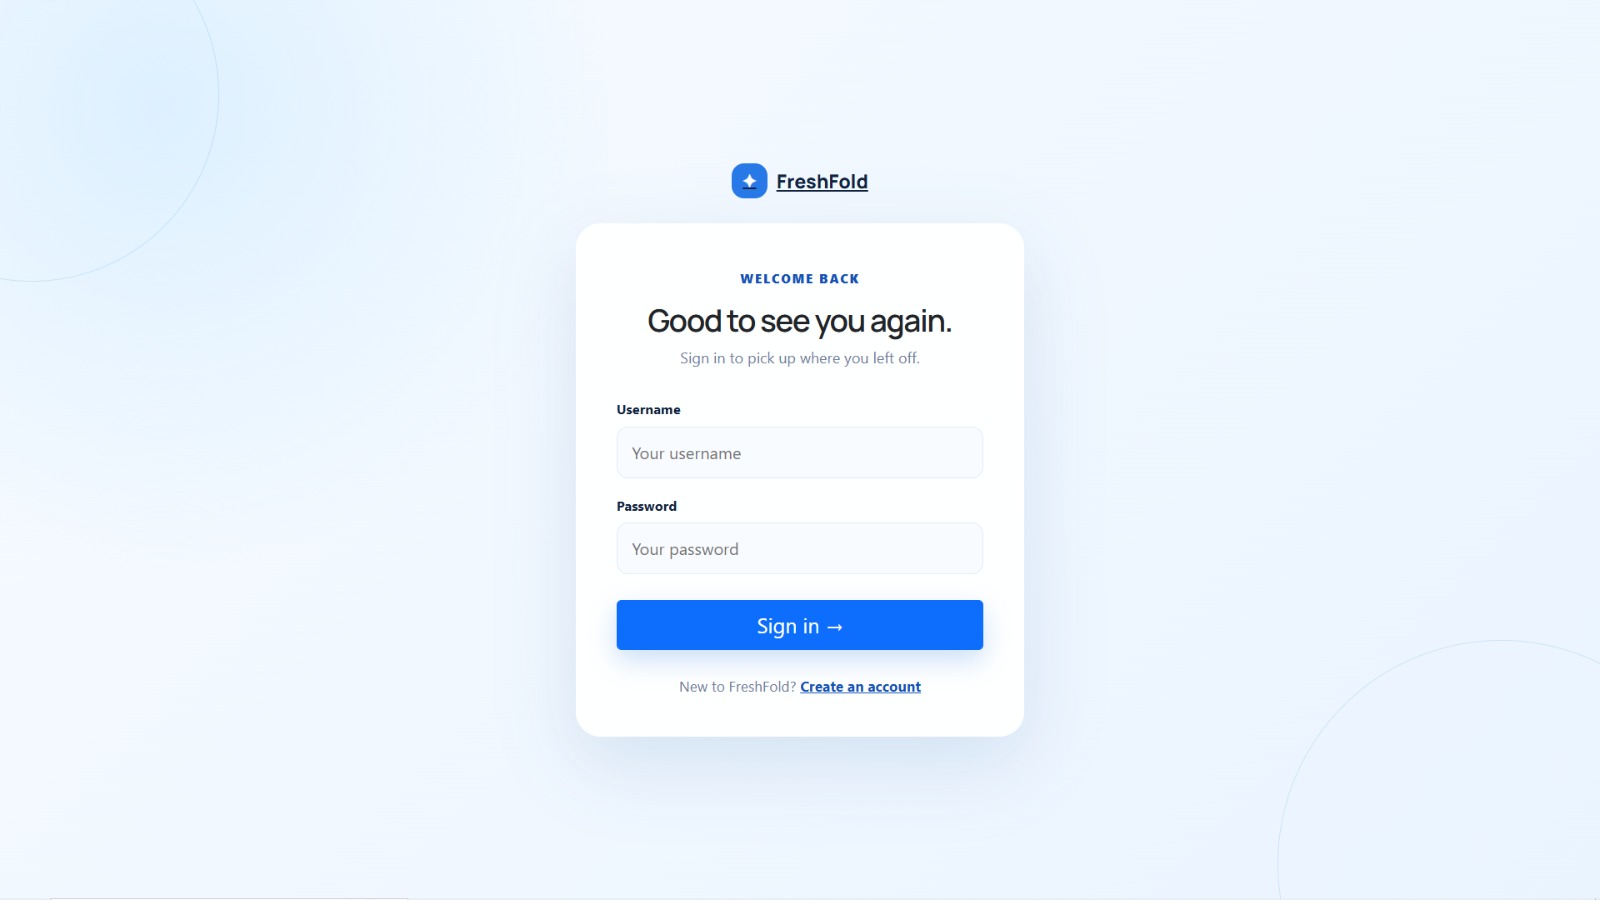 FreshFold
WELCOME BACK
Good to see you again.
Sign in to pick up where you left off.
Username
Your username
Password
Your password
Sign in →
New to FreshFold? Create an account